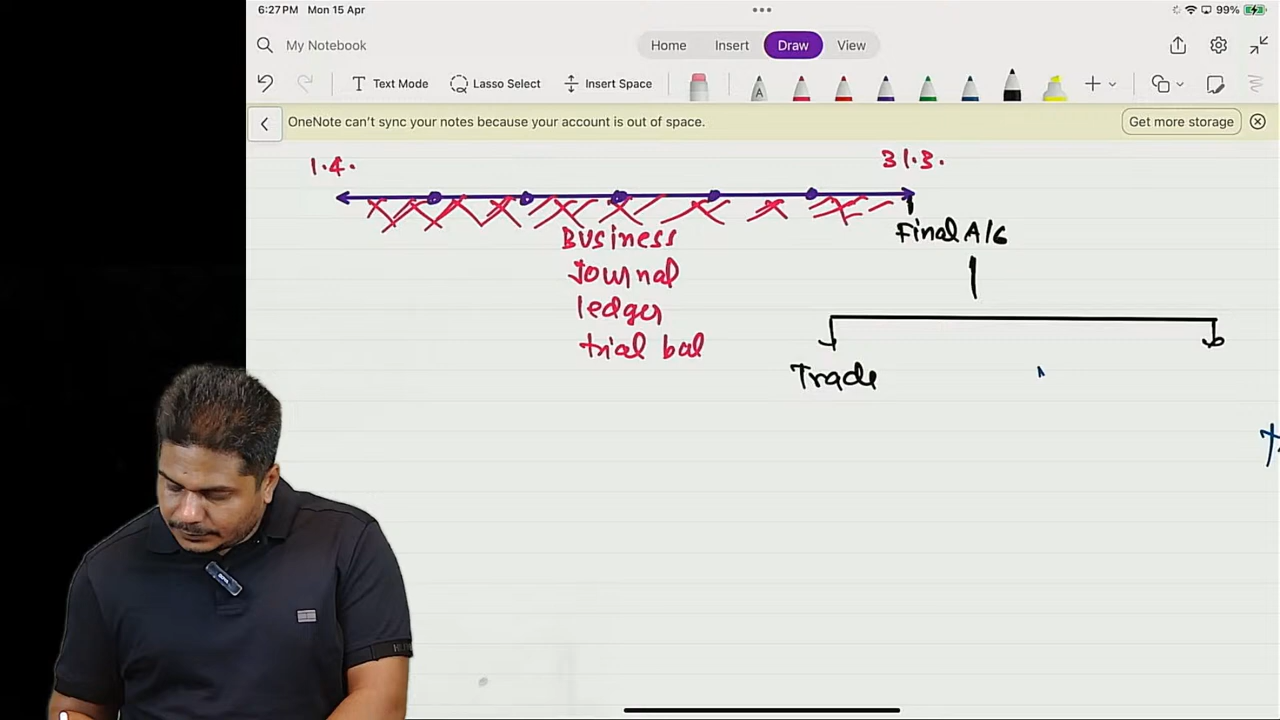 6:27 PM Mon 15 Apr
99%
My Notebook
Home Insert Draw View
Text Mode Lasso Select Insert Space
OneNote can't sync your notes because your account is out of space.
Get more storage
1.4.
31.3.
Final A/c
Business
Journal
ledger
trial bal
Trade